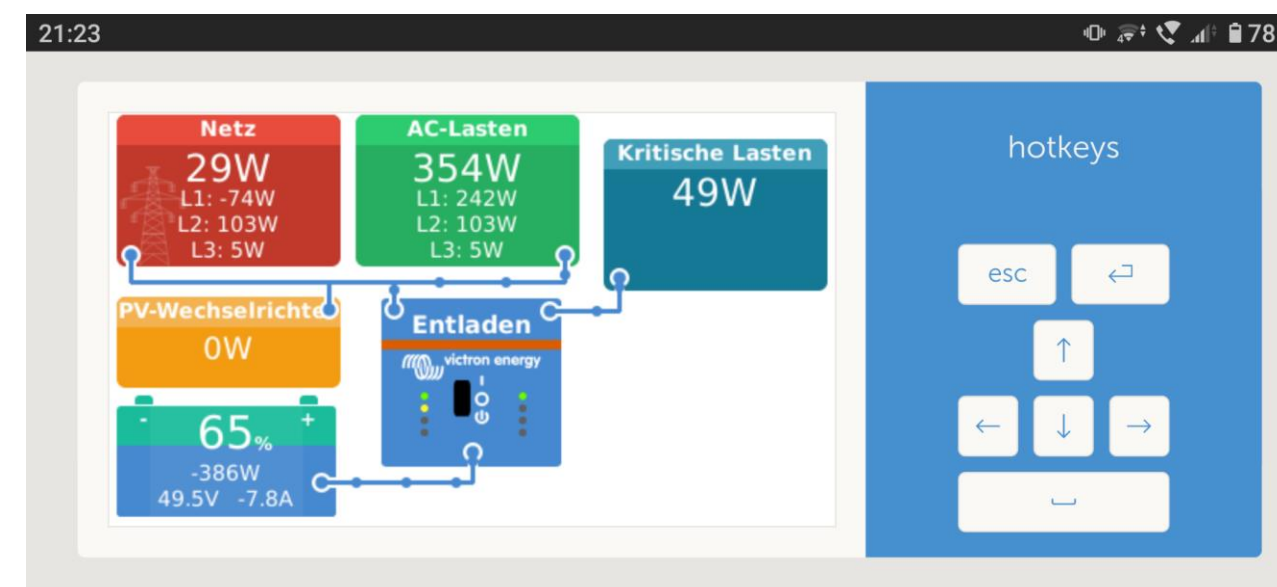 21:23
78
Netz
29W
L1: -74W
L2: 103W
L3: 5W
AC-Lasten
354W
L1: 242W
L2: 103W
L3: 5W
Kritische Lasten
49W
PV-Wechselrichte
0W
Entladen
victron energy
65%
-386W
49.5V -7.8A
hotkeys
esc